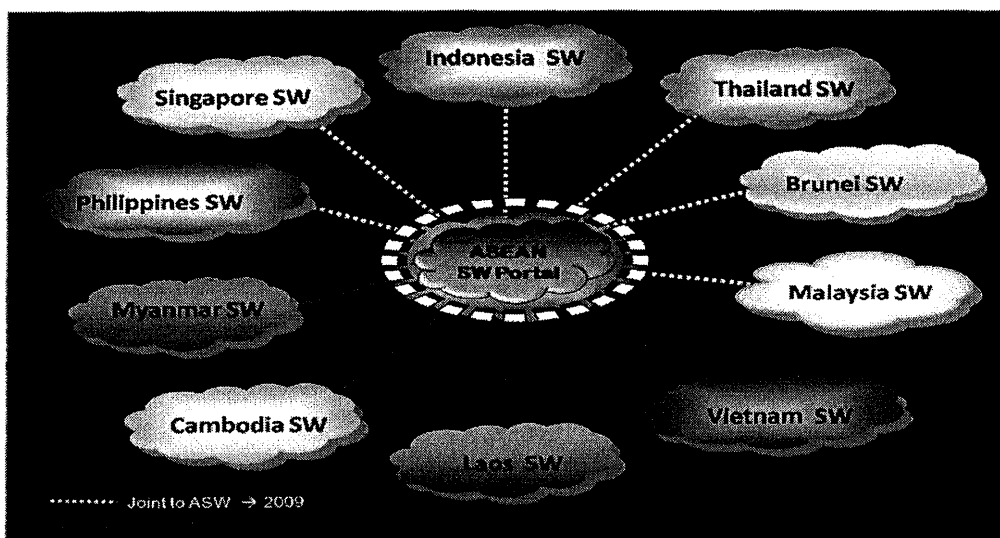 Indonesia SW
Singapore SW
Thailand SW
Philippines SW
Brunei SW
ASEAN
SW Portal
Malaysia SW
Myanmar SW
Cambodia SW
Vietnam SW
Laos SW
Joint to ASW → 2009